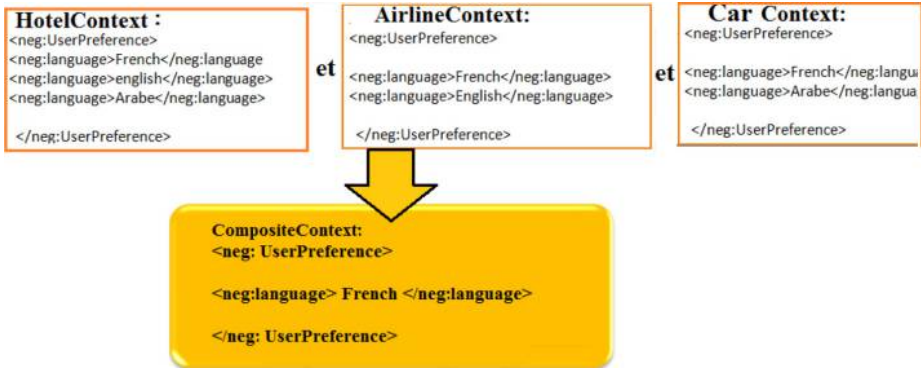 HotelContext :
<neg:UserPreference>
<neg:language>French</neg:language
<neg:language>english</neg:language>
<neg:language>Arabe</neg:language>
</neg:UserPreference>
et
AirlineContext:
<neg:UserPreference>
<neg:language>French</neg:language>
<neg:language>English</neg:language>
</neg:UserPreference>
et
Car Context:
<neg:UserPreference>
<neg:language>French</neg:langua
<neg:language>Arabe</neg:langua
</neg:UserPreference>
CompositeContext:
<neg: UserPreference>
<neg:language> French </neg:language>
</neg: UserPreference>